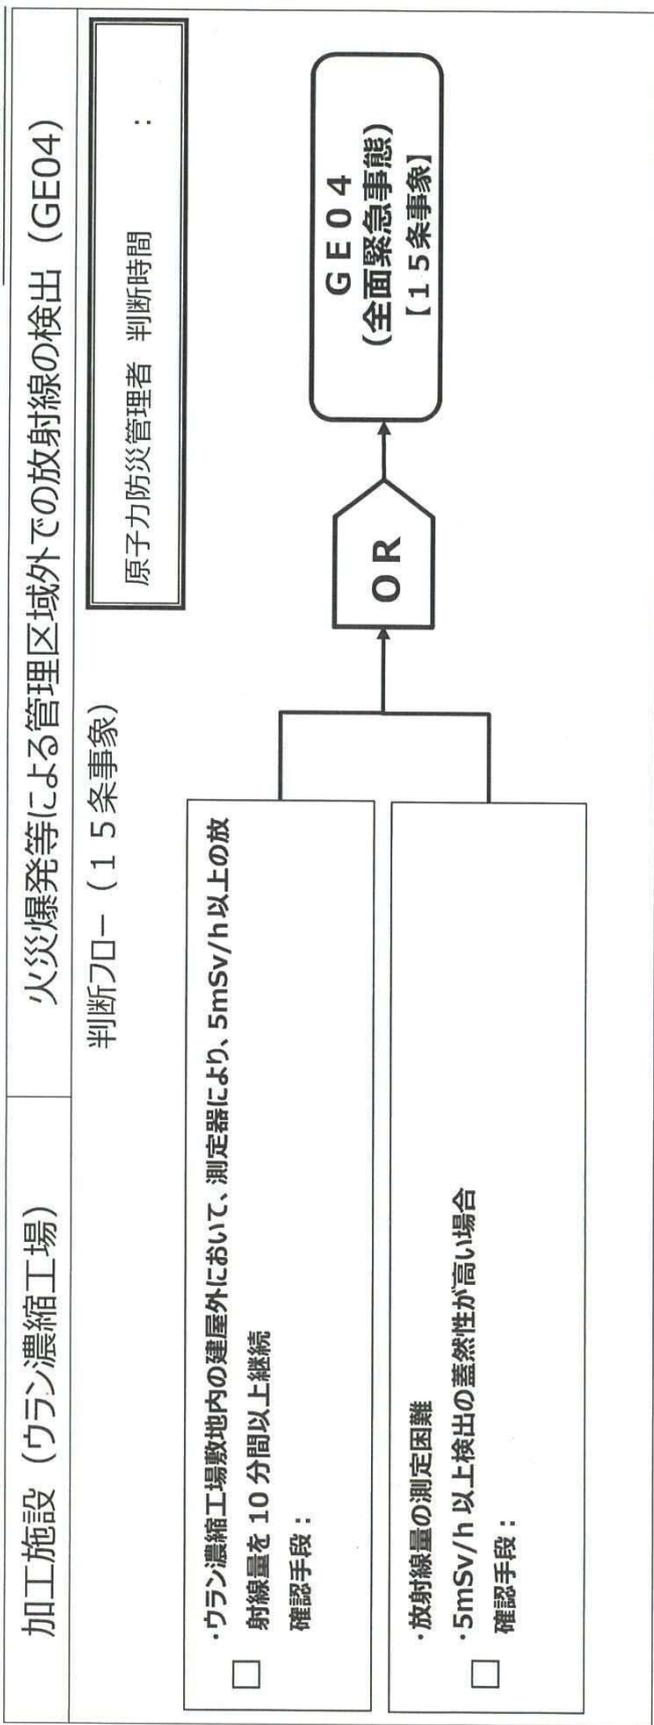 加工施設（ウラン濃縮工場）
火災爆発等による管理区域外での放射線の検出（GE04）
判断フロー（１５条事象）
原子力防災管理者 判断時間 ：
・ウラン濃縮工場敷地内の建屋外において、測定器により、5mSv/h以上の放
射線量を 10 分間以上継続
確認手段：
・放射線量の測定困難
・5mSv/h 以上検出の蓋然性が高い場合
確認手段：
OR
GE04
（全面緊急事態）
【１５条事象】